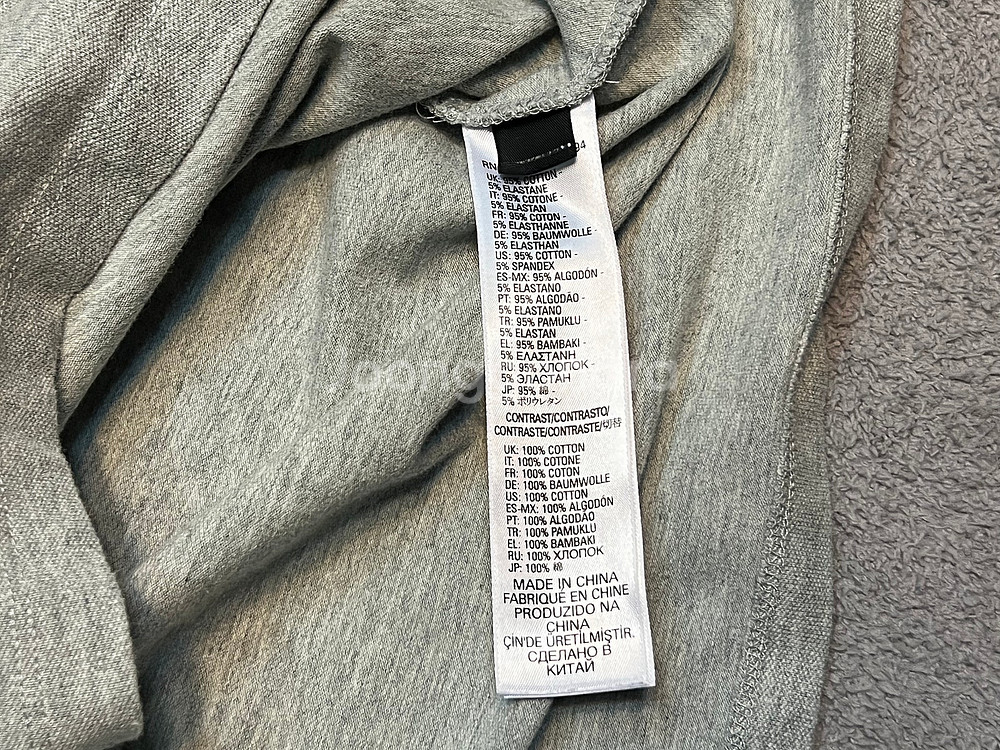 RN 94
UK: 95% COTTON -
5% ELASTANE
IT: 95% COTONE -
5% ELASTAN
FR: 95% COTON -
5% ELASTHANNE
DE: 95% BAUMWOLLE -
5% ELASTHAN
US: 95% COTTON -
5% SPANDEX
ES-MX: 95% ALGODÓN -
5% ELASTANO
PT: 95% ALGODÃO -
5% ELASTANO
TR: 95% PAMUKLU -
5% ELASTAN
EL: 95% BAMBAKI -
5% ΕΛΑΣΤΑΝΗ
RU: 95% ХЛОПОК -
5% ЭЛАСТАН
JP: 95% 綿 -
5% ポリウレタン
CONTRAST/CONTRASTO/
CONTRASTE/CONTRASTE/切替
UK: 100% COTTON
IT: 100% COTONE
FR: 100% COTON
DE: 100% BAUMWOLLE
US: 100% COTTON
ES-MX: 100% ALGODÓN
PT: 100% ALGODÃO
TR: 100% PAMUKLU
EL: 100% BAMBAKI
RU: 100% ХЛОПОК
JP: 100% 綿
MADE IN CHINA
FABRIQUÉ EN CHINE
PRODUZIDO NA
CHINA
ÇİN'DE ÜRETİLMİŞTİR.
СДЕЛАНО В
КИТАЙ